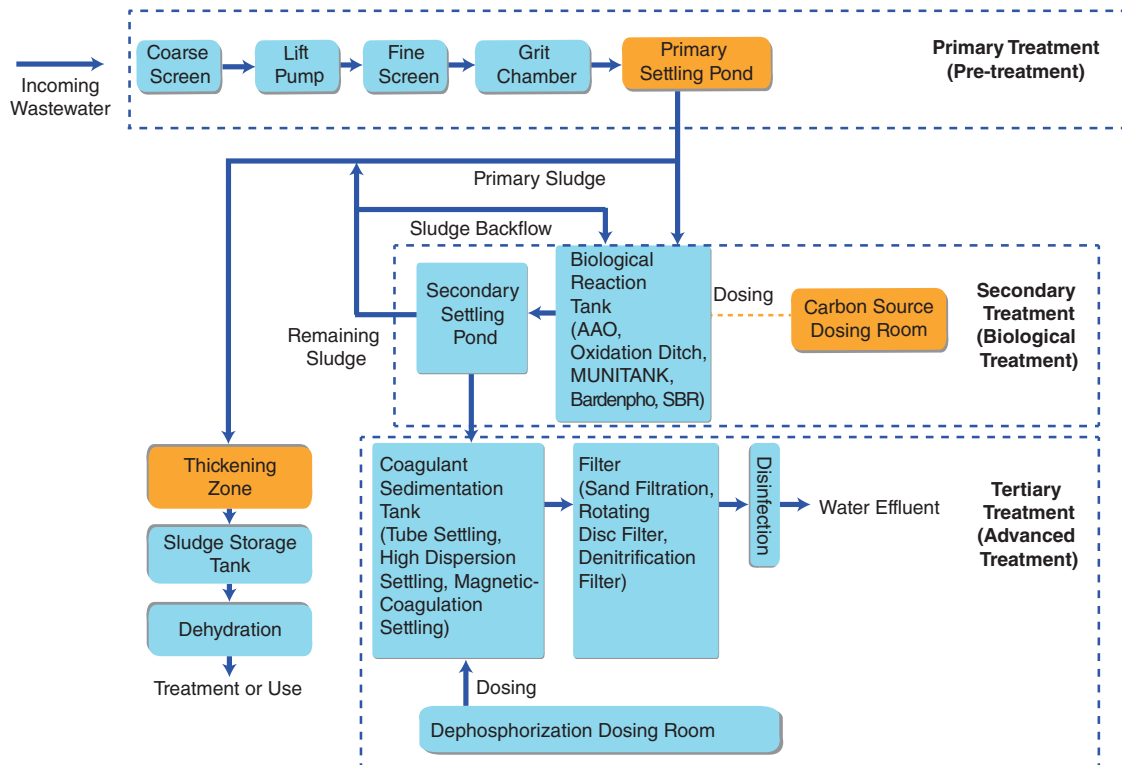 Coarse
Screen
Lift
Pump
Fine
Screen
Grit
Chamber
Primary
Settling Pond
Primary Treatment
(Pre-treatment)
Incoming
Wastewater
Primary Sludge
Sludge Backflow
Remaining
Sludge
Secondary
Settling
Pond
Biological
Reaction
Tank
(AAO,
Oxidation Ditch,
MUNITANK,
Bardenpho, SBR)
Dosing
Carbon Source
Dosing Room
Secondary
Treatment
(Biological
Treatment)
Thickening
Zone
Sludge Storage
Tank
Dehydration
Treatment or Use
Coagulant
Sedimentation
Tank
(Tube Settling,
High Dispersion
Settling, Magnetic-
Coagulation
Settling)
Filter
(Sand Filtration,
Rotating
Disc Filter,
Denitrification
Filter)
Disinfection
Water Effluent
Tertiary
Treatment
(Advanced
Treatment)
Dosing
Dephosphorization Dosing Room